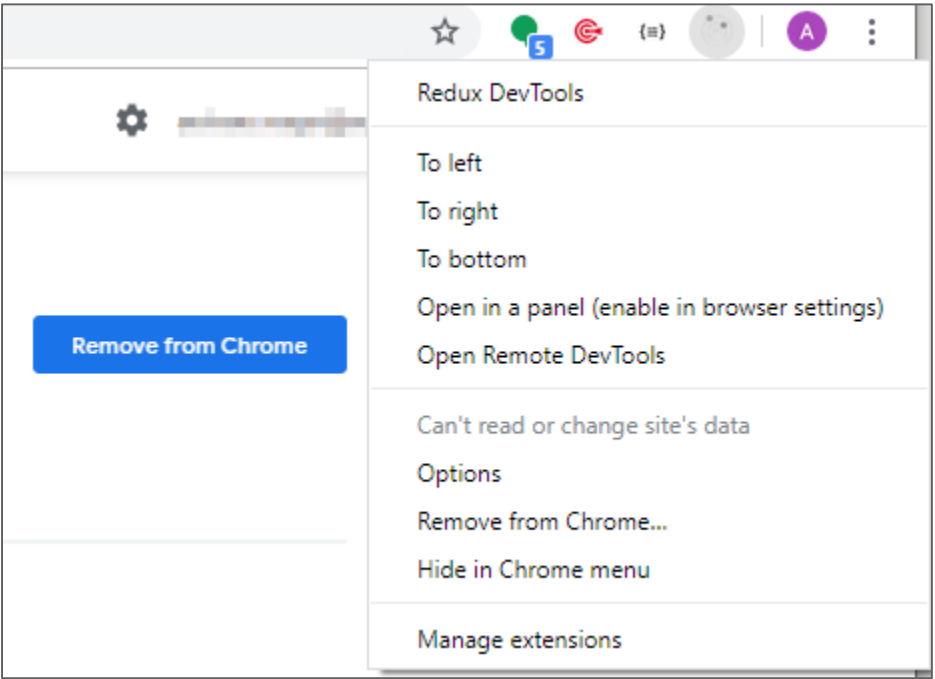 5
{≡}
A
Redux DevTools
To left
To right
To bottom
Open in a panel (enable in browser settings)
Remove from Chrome
Open Remote DevTools
Can't read or change site's data
Options
Remove from Chrome...
Hide in Chrome menu
Manage extensions